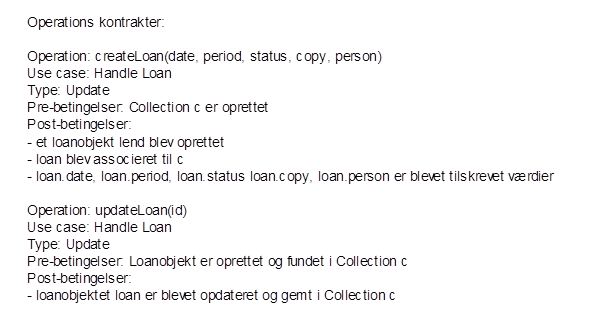 Operations kontrakter:
Operation: createLoan(date, period, status, copy, person)
Use case: Handle Loan
Type: Update
Pre-betingelser: Collection c er oprettet
Post-betingelser:
- et loanobjekt lend blev oprettet
- loan blev associeret til c
- loan.date, loan.period, loan.status loan.copy, loan.person er blevet tilskrevet værdier
Operation: updateLoan(id)
Use case: Handle Loan
Type: Update
Pre-betingelser: Loanobjekt er oprettet og fundet i Collection c
Post-betingelser:
- loanobjektet loan er blevet opdateret og gemt i Collection c